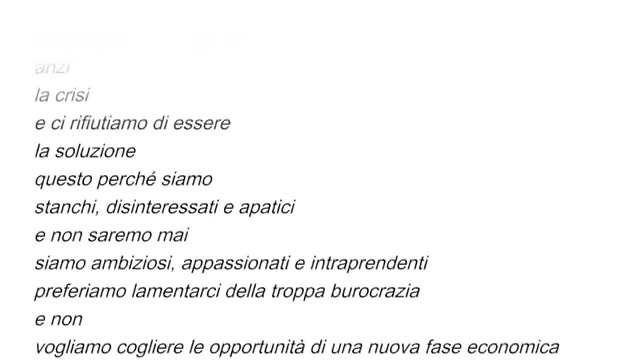 anzi
la crisi
e ci rifiutiamo di essere
la soluzione
questo perché siamo
stanchi, disinteressati e apatici
e non saremo mai
siamo ambiziosi, appassionati e intraprendenti
preferiamo lamentarci della troppa burocrazia
e non
vogliamo cogliere le opportunità di una nuova fase economica